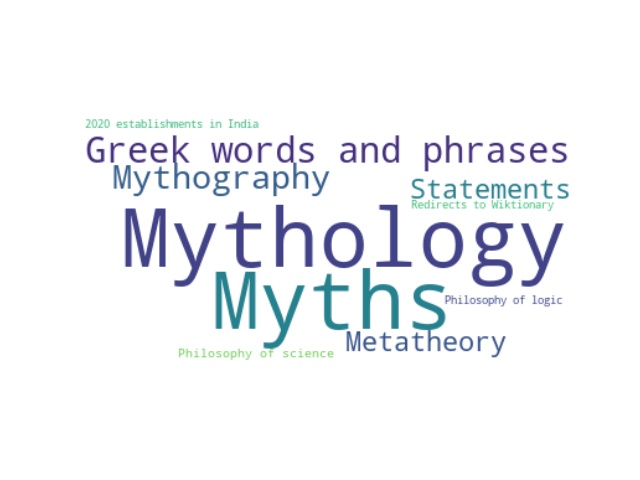 2020 establishments in India
Greek words and phrases
Mythography
Statements
Redirects to Wiktionary
Mythology
Myths
Philosophy of logic
Metatheory
Philosophy of science